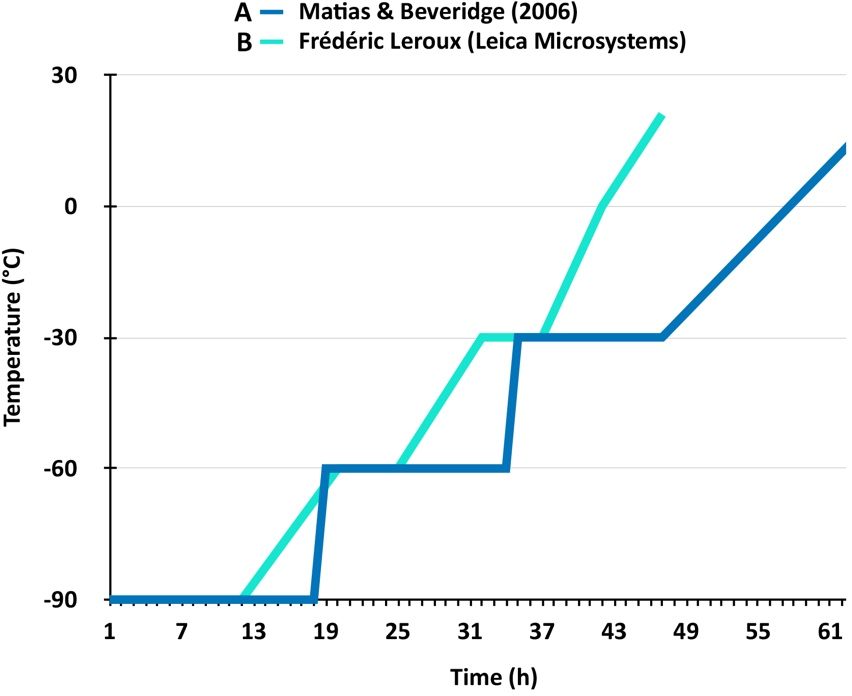 A Matias & Beveridge (2006)
B Frédéric Leroux (Leica Microsystems)
30
0
-30
-60
-90
Temperature (°C)
1 7 13 19 25 31 37 43 49 55 61
Time (h)